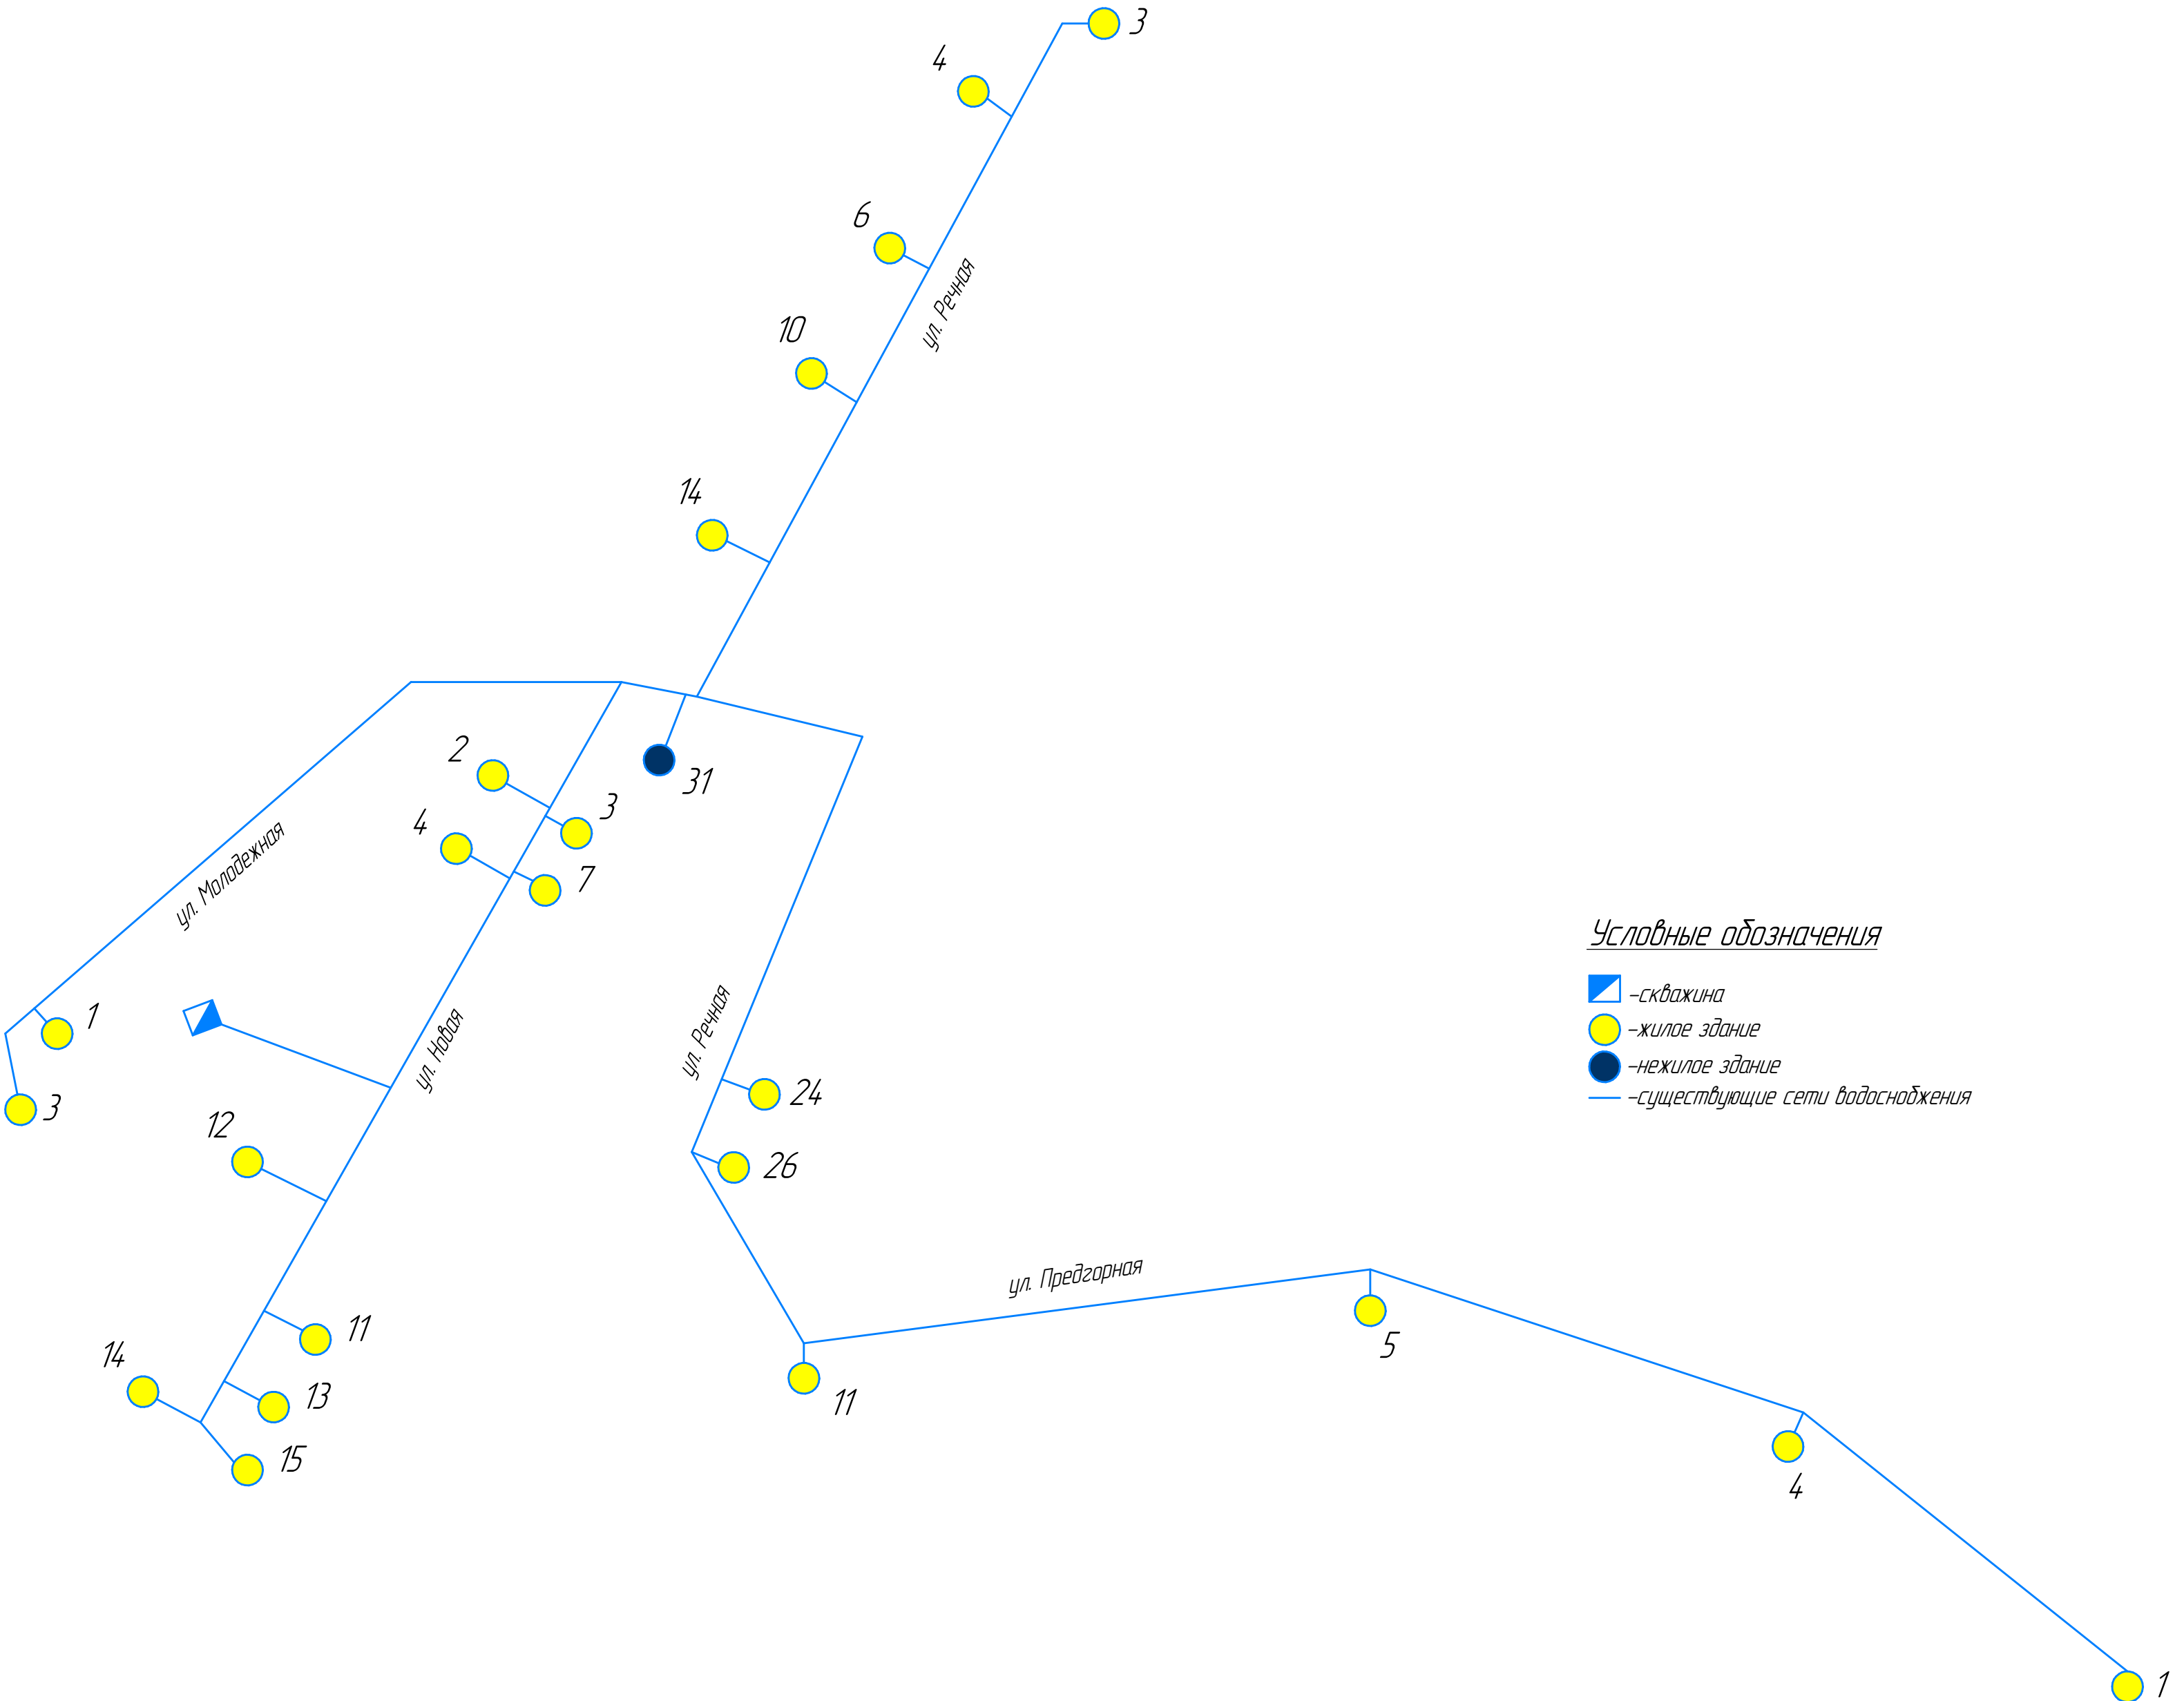 3
4
6
ул. Речная
10
14
2
31
3
4
7
ул. Молодежная
Условные обозначения
-скважина
-жилое здание
-нежилое здание
-существующие сети водоснобжения
1
3
ул. Новая
ул. Речная
24
12
26
ул. Предгорная
11
5
14
13
11
15
4
1